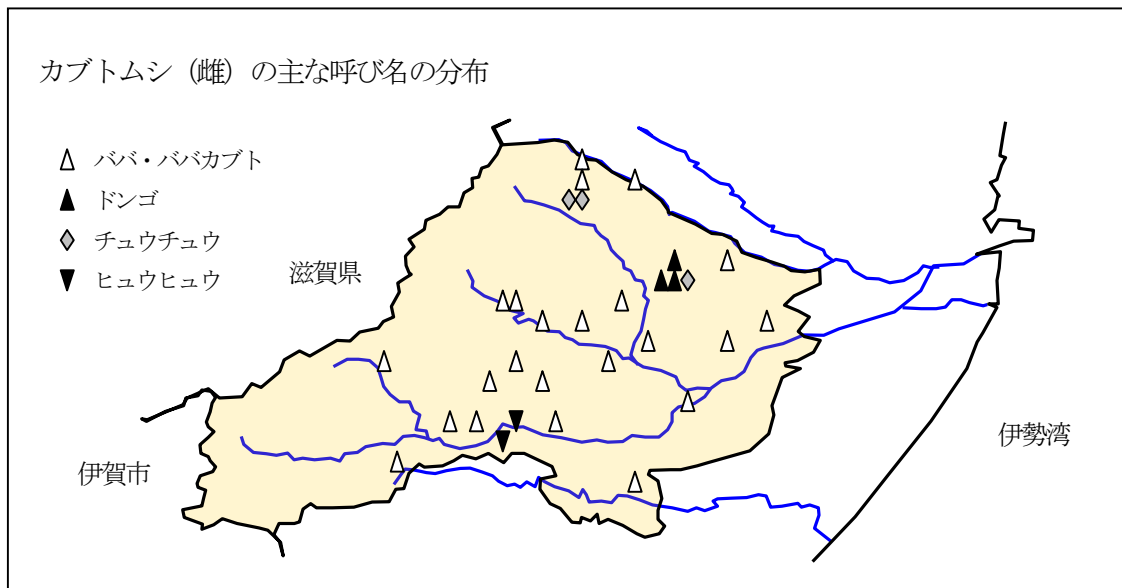 カブトムシ（雌）の主な呼び名の分布
ババ・ババカブト
ドンゴ
チュウチュウ
ヒュウヒュウ
滋賀県
伊賀市
伊勢湾